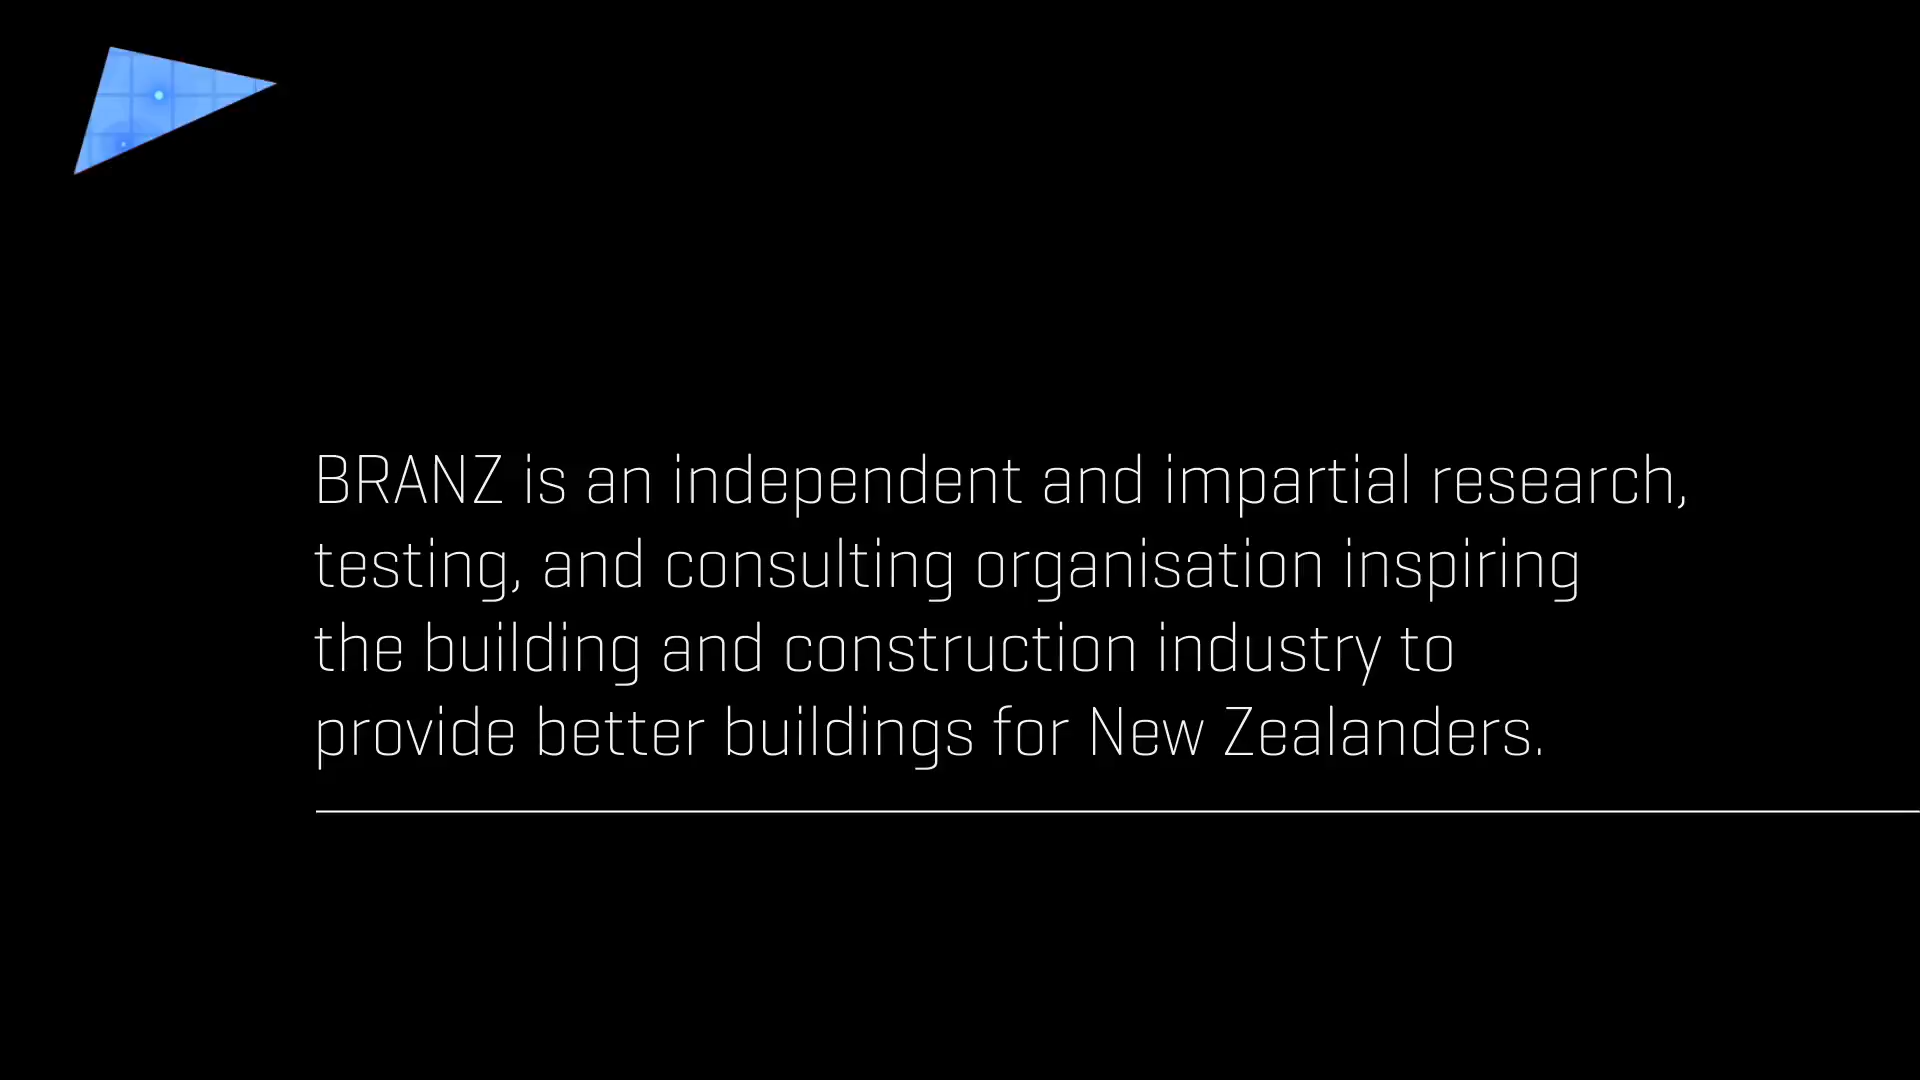 BRANZ is an independent and impartial research,
testing, and consulting organisation inspiring
the building and construction industry to
provide better buildings for New Zealanders.